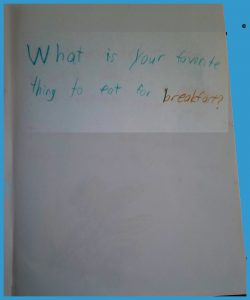 What is your favorite
thing to eat for breakfast?